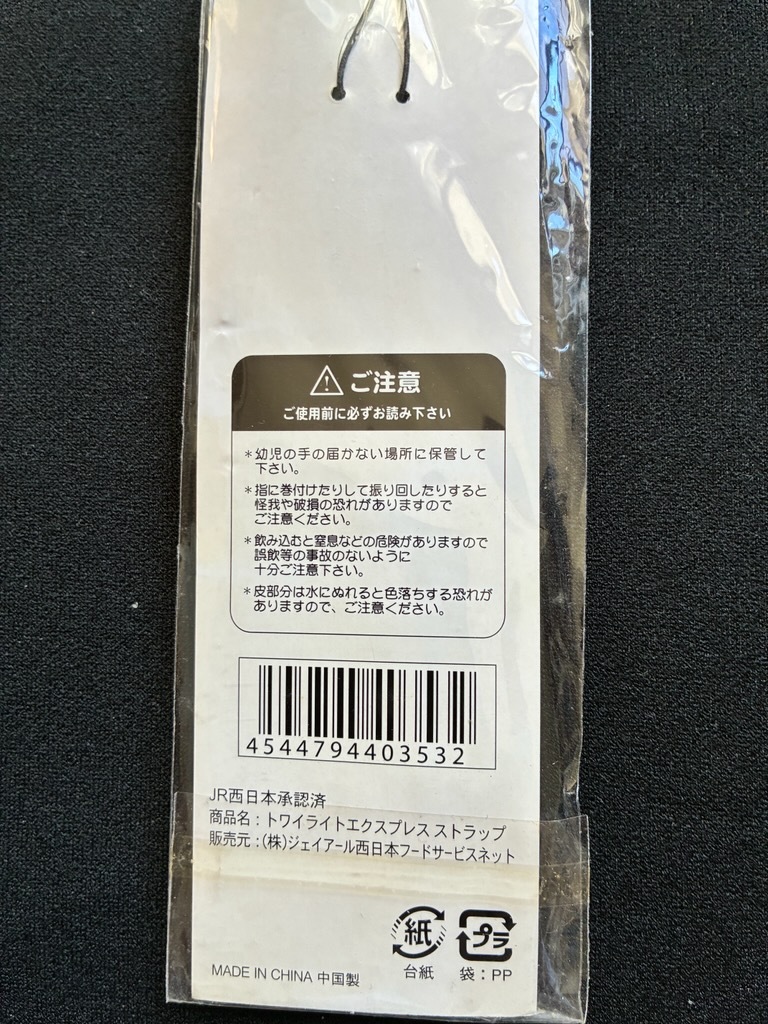 ご注意
ご使用前に必ずお読み下さい
*幼児の手の届かない場所に保管して
下さい。
*指に巻付けたりして振り回したりすると
怪我や破損の恐れがありますので
ご注意ください。
*飲み込むと窒息などの危険がありますので
誤飲等の事故のないように
十分ご注意下さい。
*皮部分は水にぬれると色落ちする恐れが
ありますので、ご注意ください。
4544794403532
JR西日本承認済
商品名：トワイライトエクスプレス ストラップ
販売元：(株)ジェイアール西日本フードサービスネット
紙 プラ
台紙 袋：PP
MADE IN CHINA 中国製